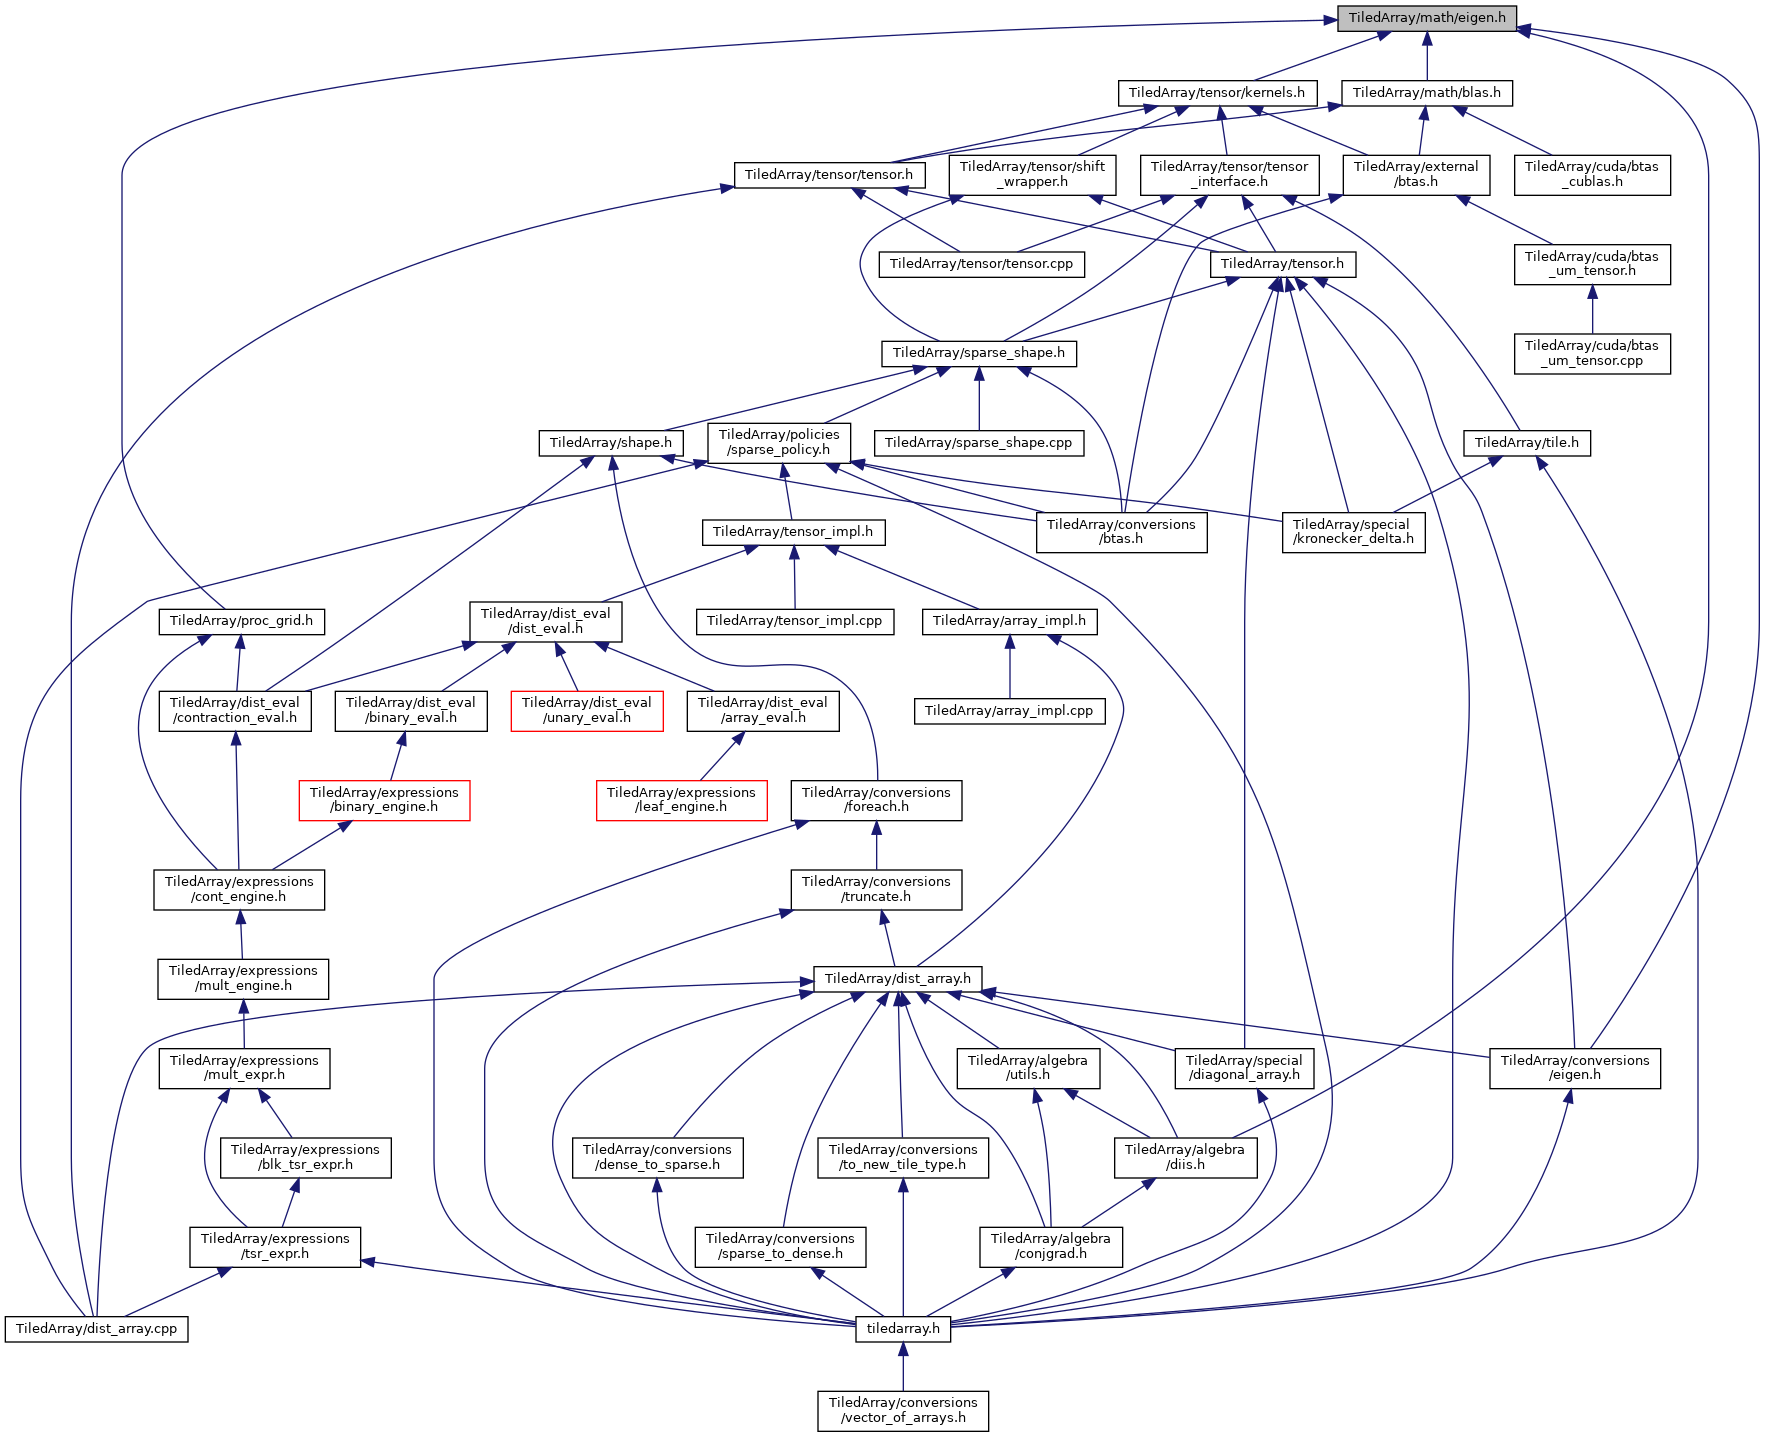 TiledArray/math/eigen.h
TiledArray/tensor/kernels.h
TiledArray/math/blas.h
TiledArray/tensor/tensor.h
TiledArray/tensor/shift
_wrapper.h
TiledArray/tensor/tensor
_interface.h
TiledArray/external
/btas.h
TiledArray/cuda/btas
_cublas.h
TiledArray/tensor/tensor.cpp
TiledArray/tensor.h
TiledArray/cuda/btas
_um_tensor.h
TiledArray/sparse_shape.h
TiledArray/cuda/btas
_um_tensor.cpp
TiledArray/shape.h
TiledArray/policies
/sparse_policy.h
TiledArray/sparse_shape.cpp
TiledArray/tile.h
TiledArray/tensor_impl.h
TiledArray/conversions
/btas.h
TiledArray/special
/kronecker_delta.h
TiledArray/proc_grid.h
TiledArray/dist_eval
/dist_eval.h
TiledArray/tensor_impl.cpp
TiledArray/array_impl.h
TiledArray/dist_eval
/contraction_eval.h
TiledArray/dist_eval
/binary_eval.h
TiledArray/dist_eval
/unary_eval.h
TiledArray/dist_eval
/array_eval.h
TiledArray/array_impl.cpp
TiledArray/expressions
/binary_engine.h
TiledArray/expressions
/leaf_engine.h
TiledArray/conversions
/foreach.h
TiledArray/expressions
/cont_engine.h
TiledArray/conversions
/truncate.h
TiledArray/expressions
/mult_engine.h
TiledArray/dist_array.h
TiledArray/expressions
/mult_expr.h
TiledArray/algebra
/utils.h
TiledArray/special
/diagonal_array.h
TiledArray/conversions
/eigen.h
TiledArray/expressions
/blk_tsr_expr.h
TiledArray/conversions
/dense_to_sparse.h
TiledArray/conversions
/to_new_tile_type.h
TiledArray/algebra
/diis.h
TiledArray/expressions
/tsr_expr.h
TiledArray/conversions
/sparse_to_dense.h
TiledArray/algebra
/conjgrad.h
TiledArray/dist_array.cpp
tiledarray.h
TiledArray/conversions
/vector_of_arrays.h